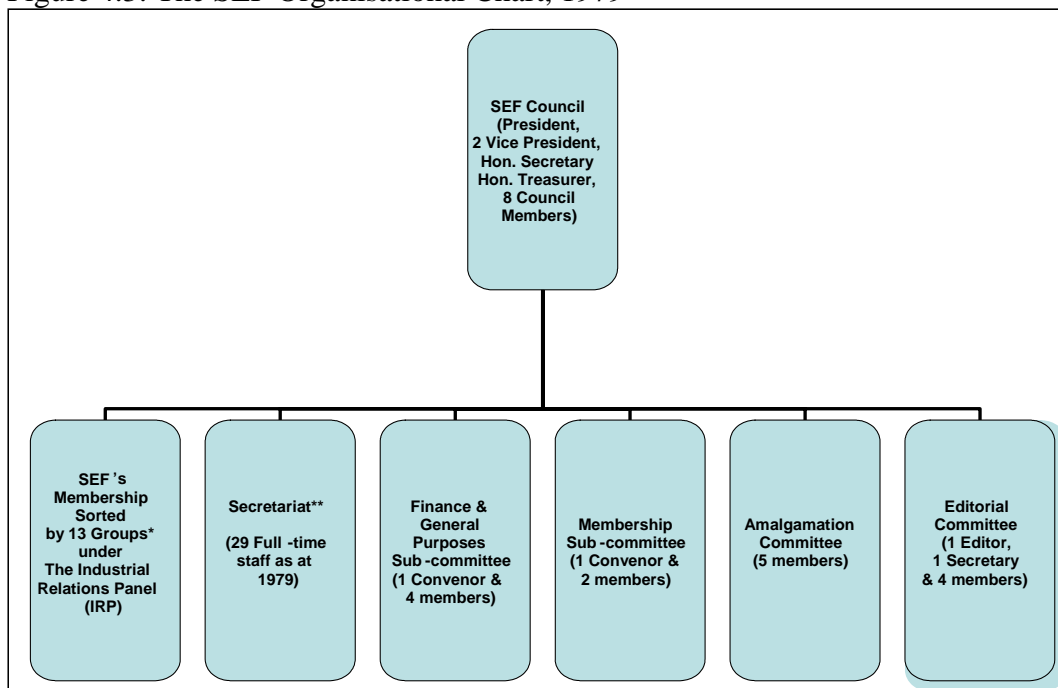 Figure 4.3: The SEF Organisational Chart, 1979
SEF Council
(President,
2 Vice President,
Hon. Secretary
Hon. Treasurer,
8 Council
Members)
SEF's
Membership
Sorted
by 13 Groups*
under
The Industrial
Relations Panel
(IRP)
Secretariat**
(29 Full -time
staff as at
1979)
Finance &
General
Purposes
Sub -committee
(1 Convenor &
4 members)
Membership
Sub -committee
(1 Convenor &
2 members)
Amalgamation
Committee
(5 members)
Editorial
Committee
(1 Editor,
1 Secretary
& 4 members)